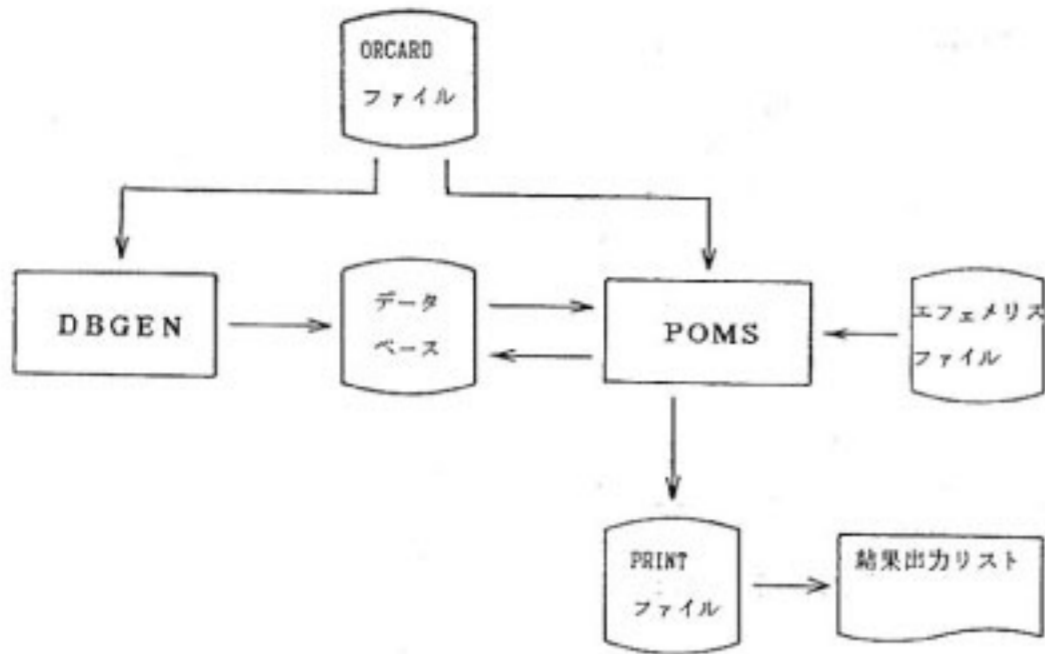 ORCARD
ファイル
DBGEN
データ
ベース
POMS
エフェメリス
ファイル
PRINT
ファイル
結果出力リスト